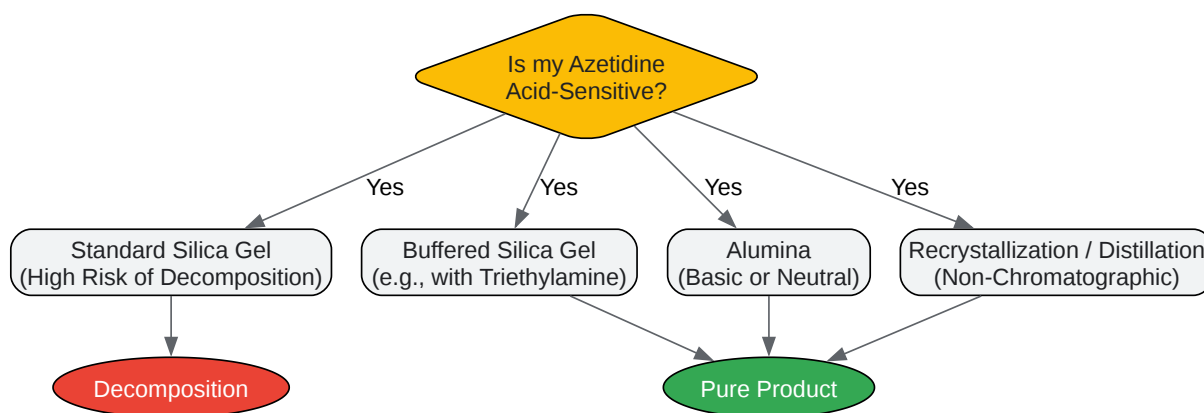 Is my Azetidine
Acid-Sensitive?
Yes
Yes
Yes
Yes
Standard Silica Gel
(High Risk of Decomposition)
Buffered Silica Gel
(e.g., with Triethylamine)
Alumina
(Basic or Neutral)
Recrystallization / Distillation
(Non-Chromatographic)
Decomposition
Pure Product